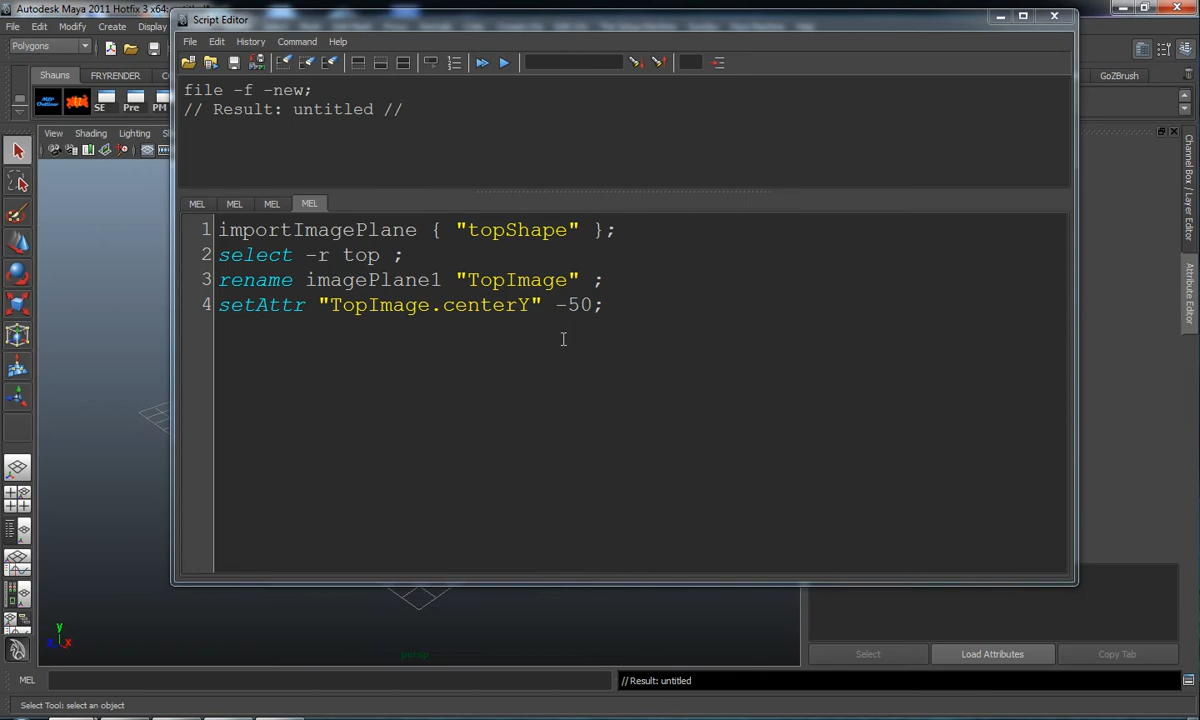 Autodesk Maya 2011 Hotfix 3 x64:
Script Editor
File Edit Modify Create Display
File Edit History Command Help
Polygons
Shauns FRYRENDER
GoZBrush
SE Pre PM
file -f -new;
// Result: untitled //
View Shading Lighting
MEL MEL MEL MEL
1 importImagePlane { "topShape" };
2 select -r top ;
3 rename imagePlane1 "TopImage" ;
4 setAttr "TopImage.centerY" -50;
Channel Box / Layer Editor
Attribute Editor
y
x
persp
Select Load Attributes Copy Tab
MEL
// Result: untitled
Select Tool: select an object